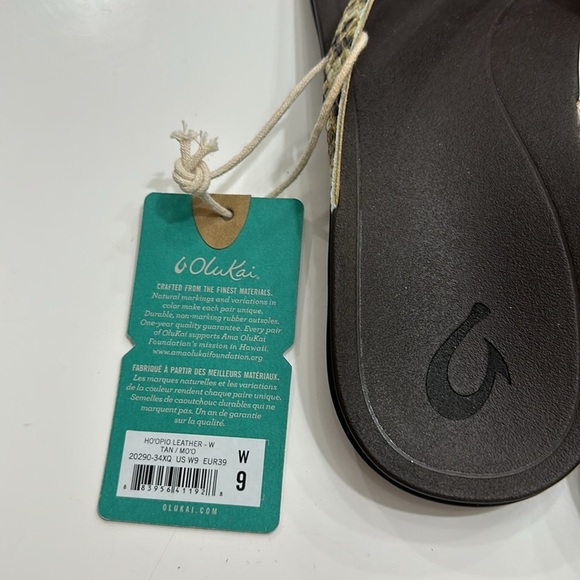 OluKai
CRAFTED FROM THE FINEST MATERIALS.
Natural markings and variations in
color make each pair unique.
Durable, non-marking rubber outsoles.
One-year quality guarantee. Every pair
of OluKai supports Ama OluKai
Foundation's mission in Hawaii.
www.amaolukaifoundation.org
FABRIQUÉ À PARTIR DES MEILLEURS MATÉRIAUX.
Les marques naturelles et les variations
de la couleur rendent chaque paire unique.
Semelles de caoutchouc durables qui ne
marquent pas. Un an de garantie
sur la qualité.
HO'OPIO LEATHER - W
TAN / MO'O
20290-34XQ US W9 EUR39
W
9
8 83956 41192 8
OLUKAI.COM